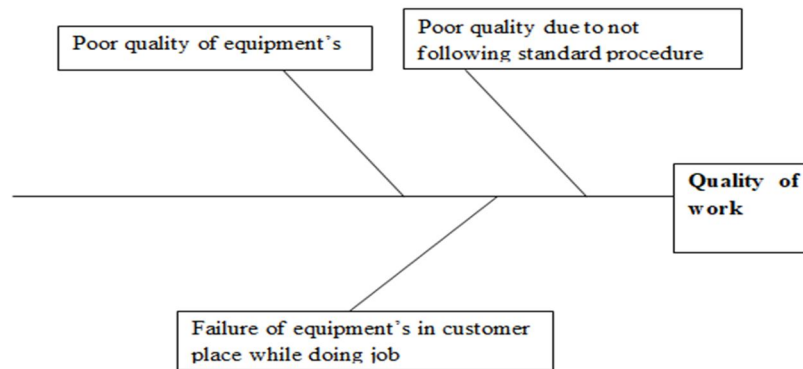 Poor quality of equipment's
Poor quality due to not
following standard procedure
Quality of
work
Failure of equipment's in customer
place while doing job